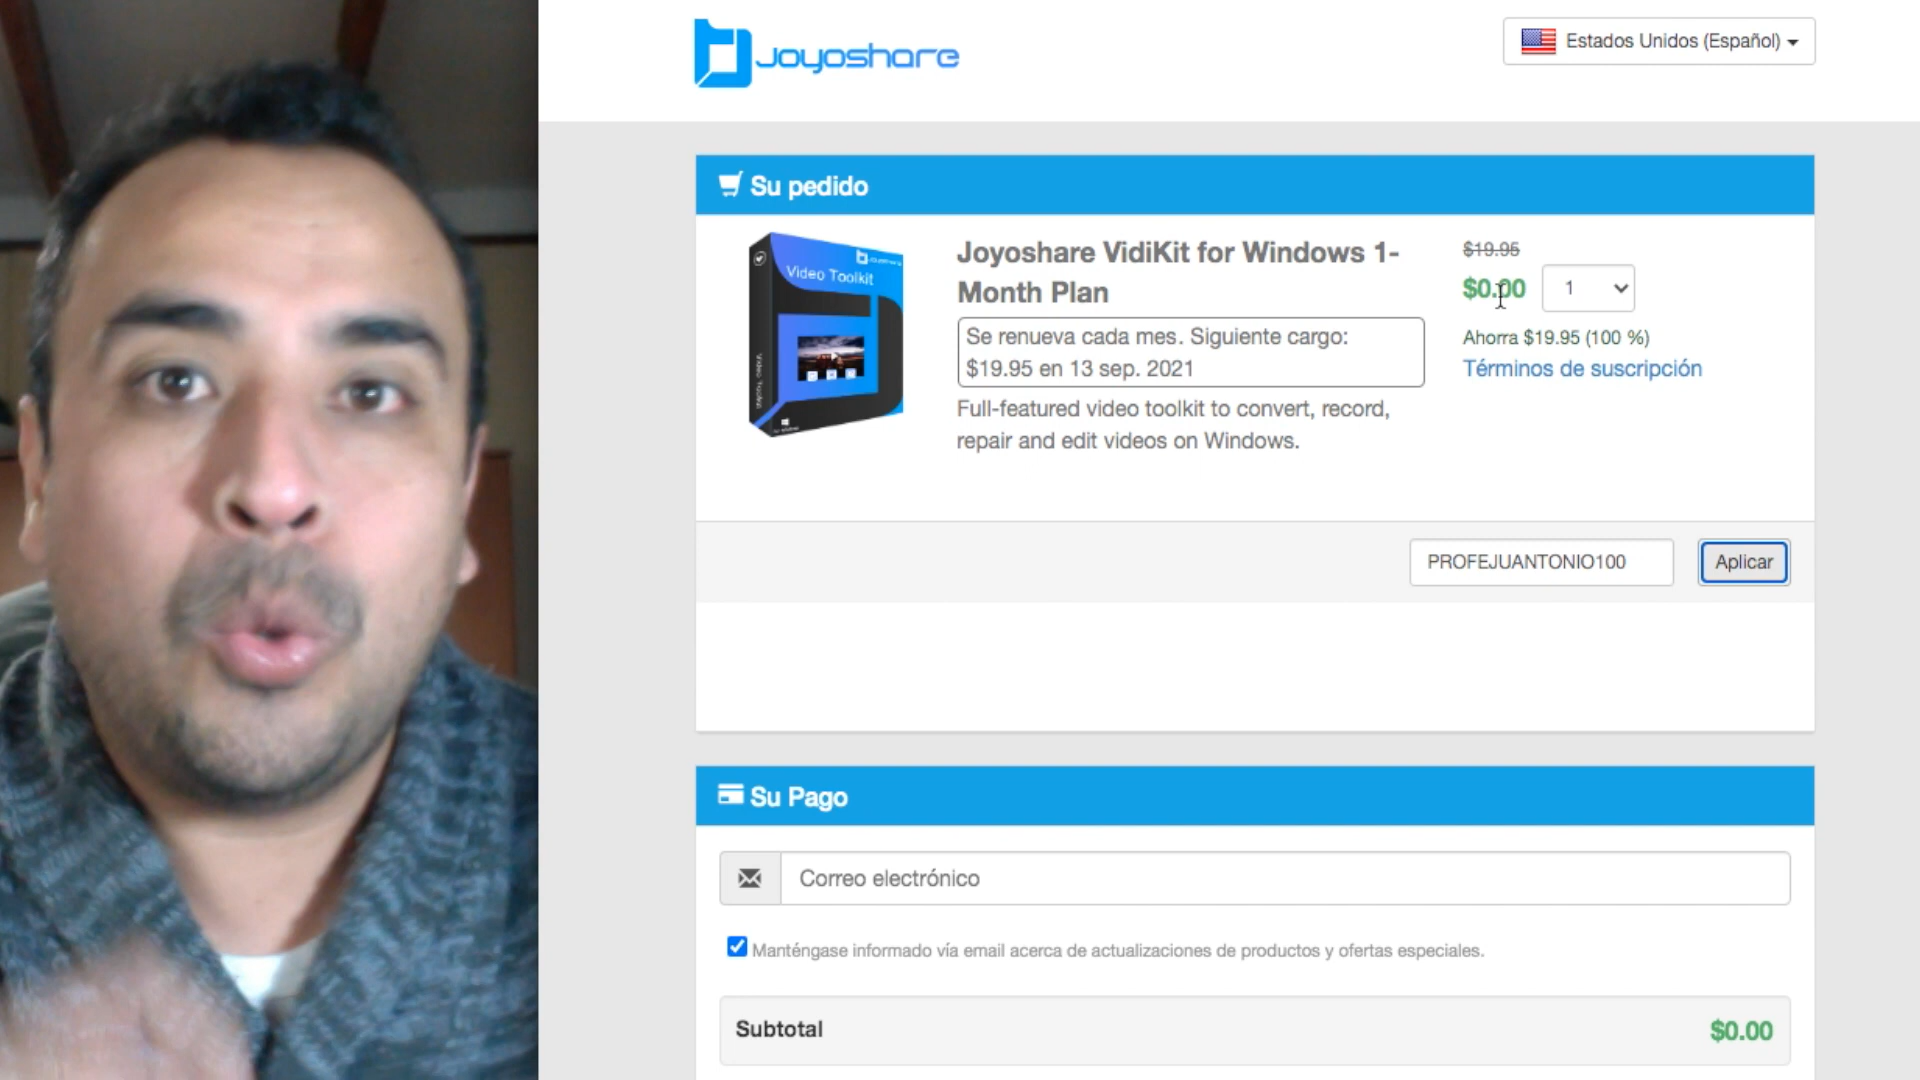 Joyoshare
Estados Unidos (Español)
Su pedido
Video Toolkit
Joyoshare VidiKit for Windows 1-
Month Plan
Se renueva cada mes. Siguiente cargo:
$19.95 en 13 sep. 2021
Full-featured video toolkit to convert, record,
repair and edit videos on Windows.
$19.95
$0.00 1
Ahorra $19.95 (100 %)
Términos de suscripción
PROFEJUANTONIO100 Aplicar
Su Pago
Correo electrónico
Manténgase informado vía email acerca de actualizaciones de productos y ofertas especiales.
Subtotal $0.00